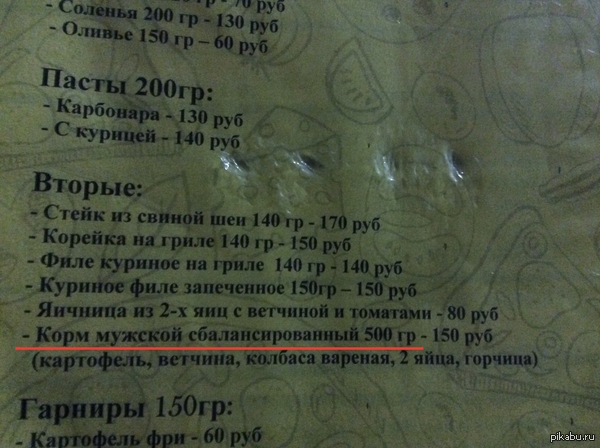 70 руб
- Соленья 200 гр - 130 руб
- Оливье 150 гр – 60 руб
Пасты 200гр:
- Карбонара - 130 руб
- С курицей - 140 руб
Вторые:
- Стейк из свиной шеи 140 гр - 170 руб
- Корейка на гриле 140 гр - 150 руб
- Филе куриное на гриле 140 гр - 140 руб
- Куриное филе запеченное 150гр – 150 руб
- Яичница из 2-х яиц с ветчиной и томатами - 80 руб
- Корм мужской сбалансированный 500 гр - 150 руб
(картофель, ветчина, колбаса вареная, 2 яйца, горчица)
Гарниры 150гр:
- Картофель фри - 60 руб
pikabu.ru